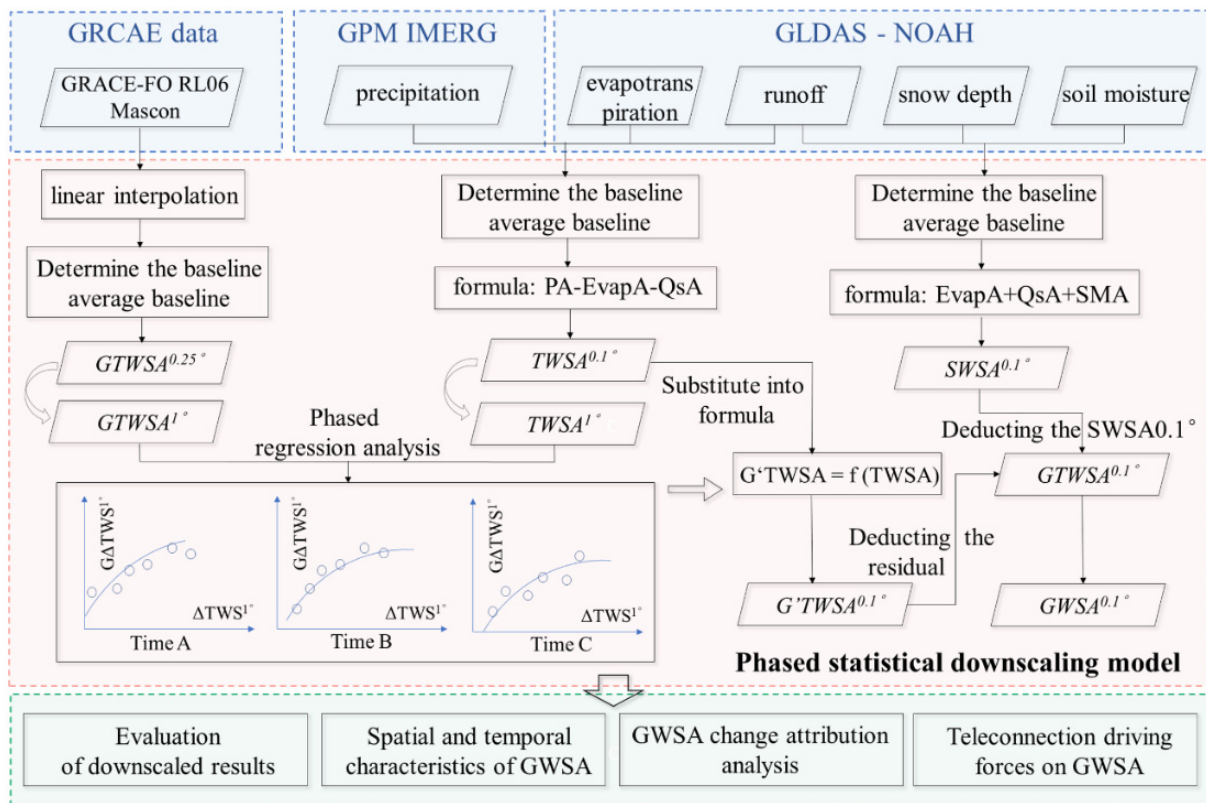 GRCAE data
GPM IMERG
GLDAS - NOAH
GRACE-FO RL06
Mascon
precipitation
evapotrans
piration
runoff
snow depth
soil moisture
linear interpolation
Determine the baseline
average baseline
Determine the baseline
average baseline
Determine the baseline
average baseline
formula: PA-EvapA-QsA
formula: EvapA+QsA+SMA
GTWSA0.25°
GTWSA1°
TWSA0.1°
TWSA1°
SWSA0.1°
Phased
regression analysis
Substitute into
formula
Deducting the SWSA0.1°
G‘TWSA = f (TWSA)
GTWSA0.1°
Deducting the
residual
G’TWSA0.1°
GWSA0.1°
GΔTWS1°
ΔTWS1°
Time A
GΔTWS1°
ΔTWS1°
Time B
GΔTWS1°
ΔTWS1°
Time C
Phased statistical downscaling model
Evaluation
of downscaled results
Spatial and temporal
characteristics of GWSA
GWSA change attribution
analysis
Teleconnection driving
forces on GWSA